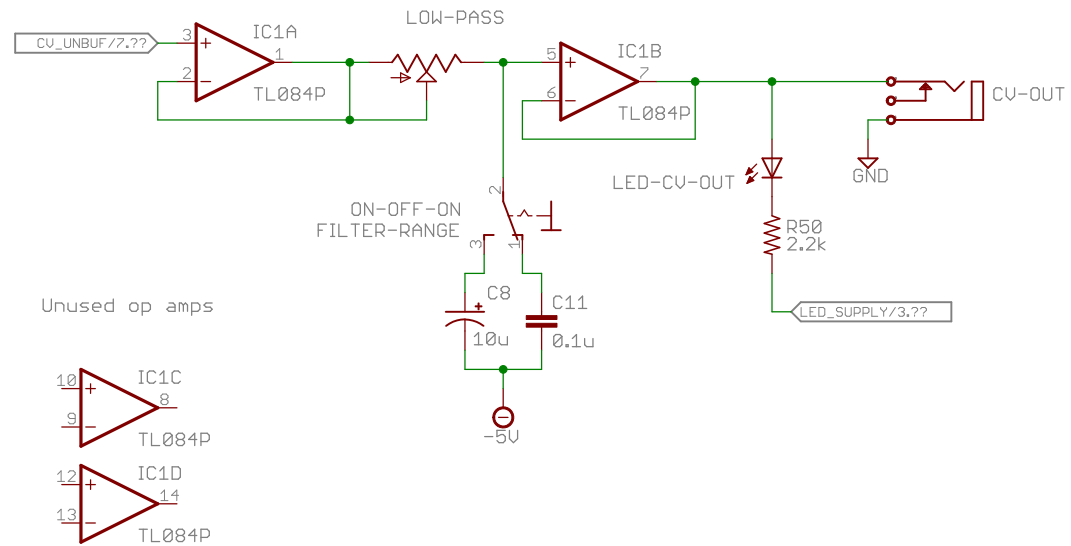 LOW-PASS
CV_UNBUF/7.??
3
2
1
IC1A
TL084P
5
6
7
IC1B
TL084P
CV-OUT
GND
LED-CV-OUT
R50
2.2k
LED_SUPPLY/3.??
ON-OFF-ON
FILTER-RANGE
2
3
1
C8
10u
C11
0.1u
-5V
Unused op amps
10
9
8
IC1C
TL084P
12
13
14
IC1D
TL084P